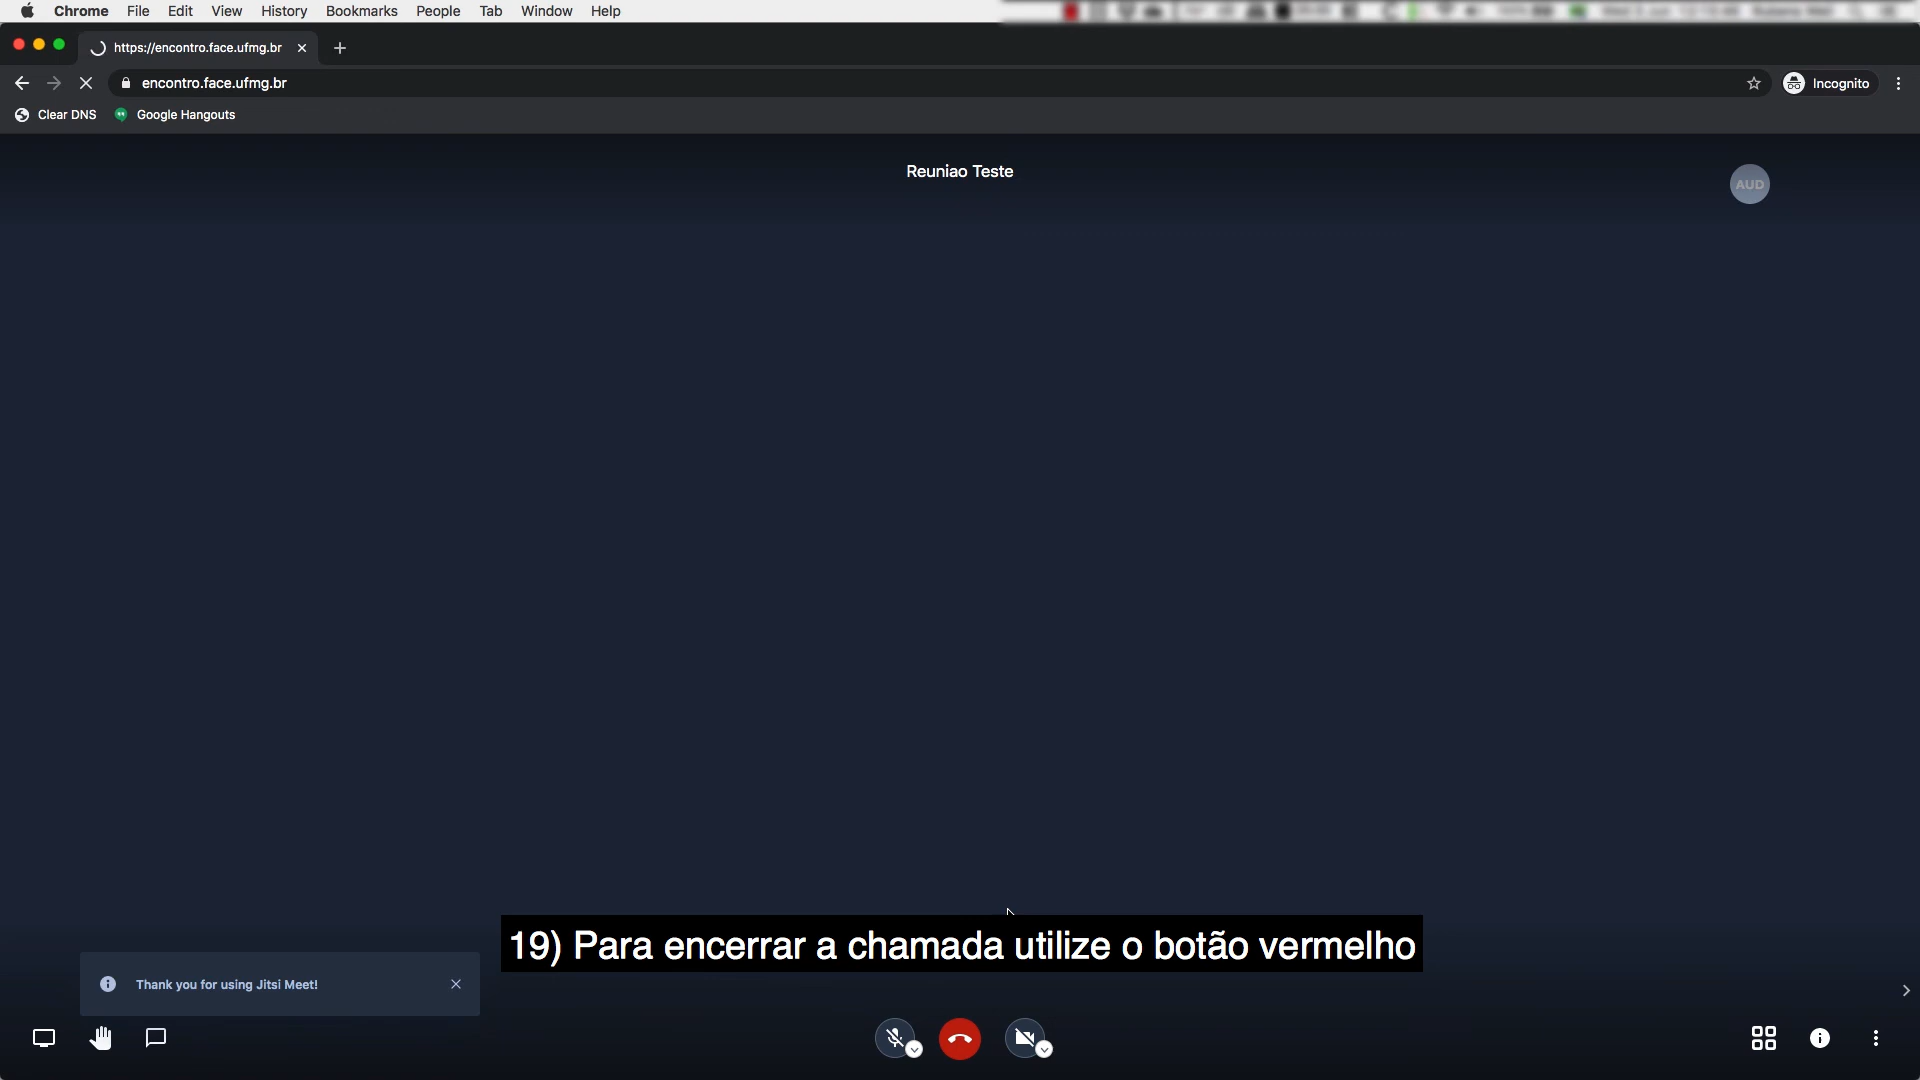 Chrome File Edit View History Bookmarks People Tab Window Help
https://encontro.face.ufmg.br
encontro.face.ufmg.br
Incognito
Clear DNS Google Hangouts
Reuniao Teste
AUD
19) Para encerrar a chamada utilize o botão vermelho
Thank you for using Jitsi Meet!